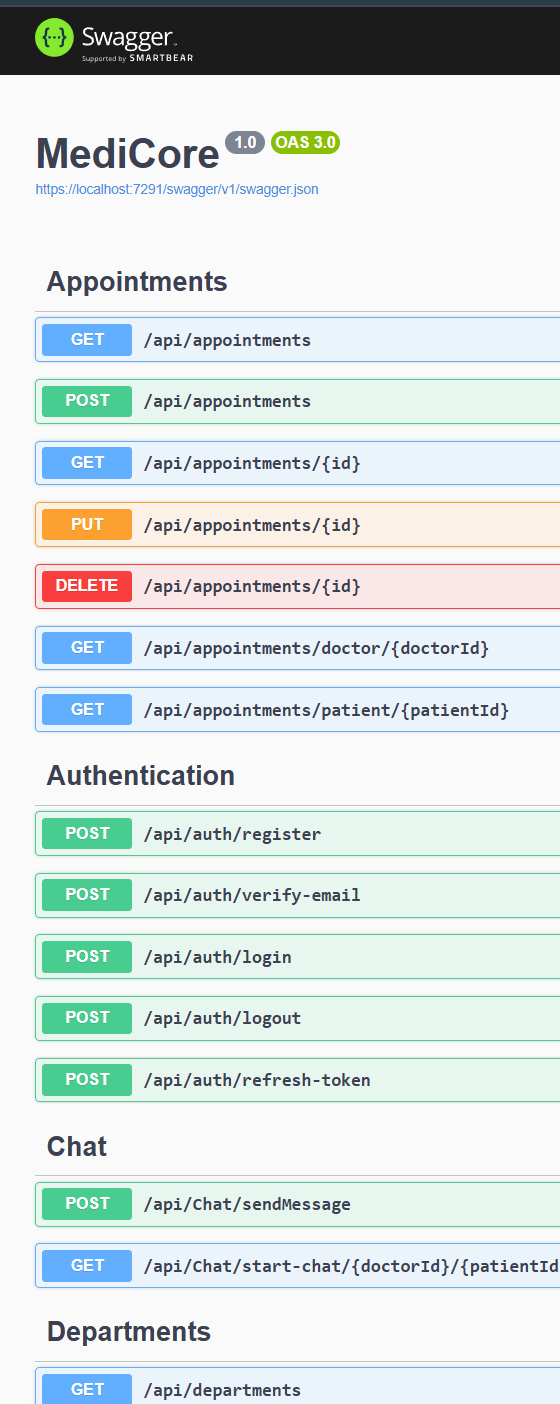 Swagger
Supported by SMARTBEAR
MediCore 1.0 OAS 3.0
https://localhost:7291/swagger/v1/swagger.json
Appointments
GET /api/appointments
POST /api/appointments
GET /api/appointments/{id}
PUT /api/appointments/{id}
DELETE /api/appointments/{id}
GET /api/appointments/doctor/{doctorId}
GET /api/appointments/patient/{patientId}
Authentication
POST /api/auth/register
POST /api/auth/verify-email
POST /api/auth/login
POST /api/auth/logout
POST /api/auth/refresh-token
Chat
POST /api/Chat/sendMessage
GET /api/Chat/start-chat/{doctorId}/{patientId
Departments
GET /api/departments